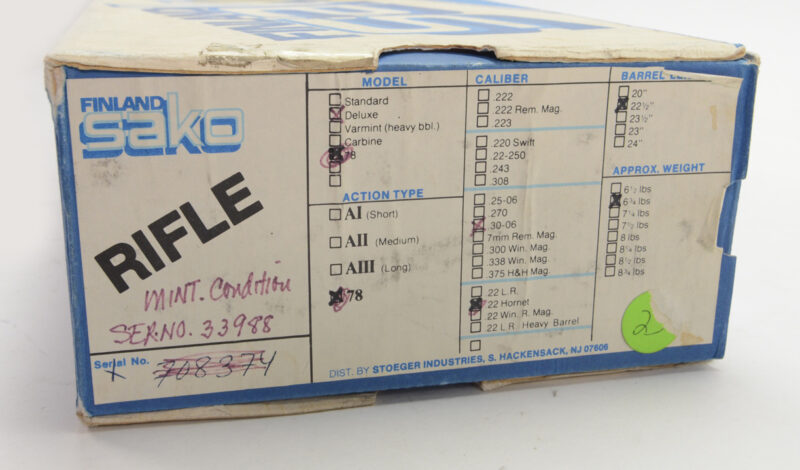 FINLAND
sako
RIFLE
MINT. Condition
SER.NO. 33988
Serial No.
708374
MODEL
Standard
Deluxe
Varmint (heavy bbl.)
Carbine
78
ACTION TYPE
AI (Short)
AII (Medium)
AIII (Long)
78
CALIBER
.222
.222 Rem. Mag.
.223
.220 Swift
.22-250
.243
.308
.25-06
.270
30-06
7mm Rem. Mag.
300 Win. Mag.
.338 Win. Mag.
.375 H&H Mag.
.22 L.R.
22 Hornet
.22 Win. R. Mag.
.22 L.R. Heavy Barrel
BARREL
20"
22½"
23½"
23"
24"
APPROX. WEIGHT
6½ lbs
6¾ lbs
7¼ lbs
7½ lbs
8 lbs
8¼ lbs
8½ lbs
8¾ lbs
2
DIST. BY STOEGER INDUSTRIES, S. HACKENSACK, NJ 07606